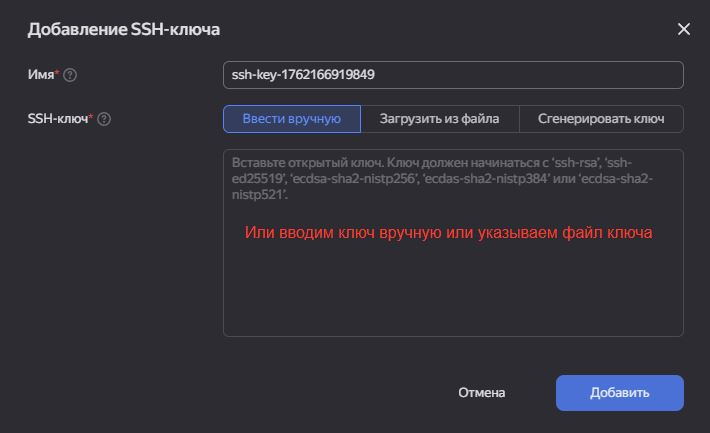 Добавление SSH-ключа
Имя*
ssh-key-1762166919849
SSH-ключ*
Ввести вручную
Загрузить из файла
Сгенерировать ключ
Вставьте открытый ключ. Ключ должен начинаться с ‘ssh-rsa’, ‘ssh-
ed25519’, ‘ecdsa-sha2-nistp256’, ‘ecdas-sha2-nistp384’ или ‘ecdsa-sha2-
nistp521’.
Или вводим ключ вручную или указываем файл ключа
Отмена
Добавить